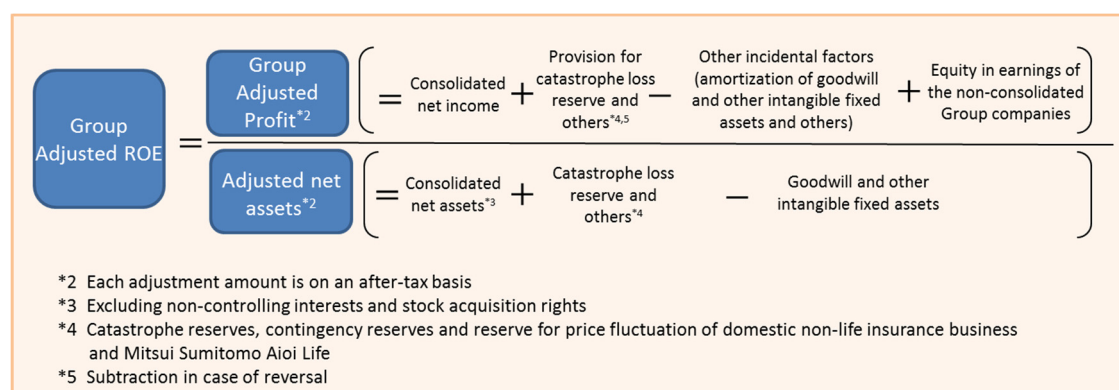 Group
Adjusted ROE
=
Group
Adjusted
Profit*2
=
Consolidated
net income
+
Provision for
catastrophe loss
reserve and
others*4,5
−
Other incidental factors
(amortization of goodwill
and other intangible fixed
assets and others)
+
Equity in earnings of
the non-consolidated
Group companies
Adjusted net
assets*2
=
Consolidated
net assets*3
+
Catastrophe loss
reserve and
others*4
−
Goodwill and other
intangible fixed assets
*2 Each adjustment amount is on an after-tax basis
*3 Excluding non-controlling interests and stock acquisition rights
*4 Catastrophe reserves, contingency reserves and reserve for price fluctuation of domestic non-life insurance business
and Mitsui Sumitomo Aioi Life
*5 Subtraction in case of reversal